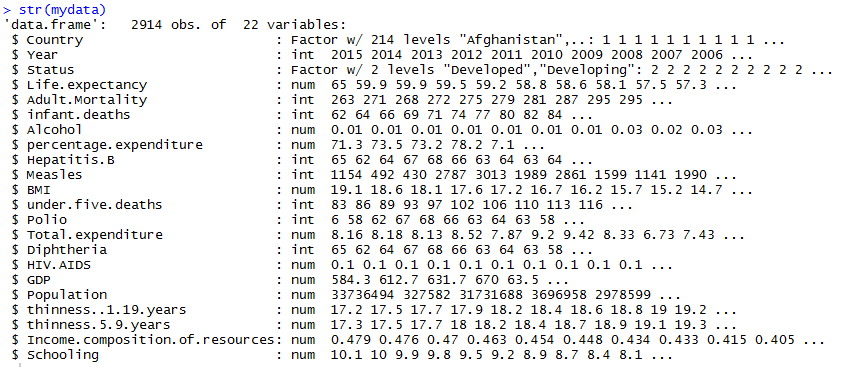 > str(mydata)
'data.frame':   2914 obs. of  22 variables:
 $ Country                        : Factor w/ 214 levels "Afghanistan",..: 1 1 1 1 1 1 1 1 1 1 ...
 $ Year                           : int  2015 2014 2013 2012 2011 2010 2009 2008 2007 2006 ...
 $ Status                         : Factor w/ 2 levels "Developed","Developing": 2 2 2 2 2 2 2 2 2 2 ...
 $ Life.expectancy                : num  65 59.9 59.9 59.5 59.2 58.8 58.6 58.1 57.5 57.3 ...
 $ Adult.Mortality                : int  263 271 268 272 275 279 281 287 295 295 ...
 $ infant.deaths                  : int  62 64 66 69 71 74 77 80 82 84 ...
 $ Alcohol                        : num  0.01 0.01 0.01 0.01 0.01 0.01 0.01 0.03 0.02 0.03 ...
 $ percentage.expenditure         : num  71.3 73.5 73.2 78.2 7.1 ...
 $ Hepatitis.B                    : int  65 62 64 67 68 66 63 64 63 64 ...
 $ Measles                        : int  1154 492 430 2787 3013 1989 2861 1599 1141 1990 ...
 $ BMI                            : num  19.1 18.6 18.1 17.6 17.2 16.7 16.2 15.7 15.2 14.7 ...
 $ under.five.deaths              : int  83 86 89 93 97 102 106 110 113 116 ...
 $ Polio                          : int  6 58 62 67 68 66 63 64 63 58 ...
 $ Total.expenditure              : num  8.16 8.18 8.13 8.52 7.87 9.2 9.42 8.33 6.73 7.43 ...
 $ Diphtheria                     : int  65 62 64 67 68 66 63 64 63 58 ...
 $ HIV.AIDS                       : num  0.1 0.1 0.1 0.1 0.1 0.1 0.1 0.1 0.1 0.1 ...
 $ GDP                            : num  584.3 612.7 631.7 670 63.5 ...
 $ Population                     : num  33736494 327582 31731688 3696958 2978599 ...
 $ thinness..1.19.years           : num  17.2 17.5 17.7 17.9 18.2 18.4 18.6 18.8 19 19.2 ...
 $ thinness.5.9.years             : num  17.3 17.5 17.7 18 18.2 18.4 18.7 18.9 19.1 19.3 ...
 $ Income.composition.of.resources: num  0.479 0.476 0.47 0.463 0.454 0.448 0.434 0.433 0.415 0.405 ...
 $ Schooling                      : num  10.1 10 9.9 9.8 9.5 9.2 8.9 8.7 8.4 8.1 ...